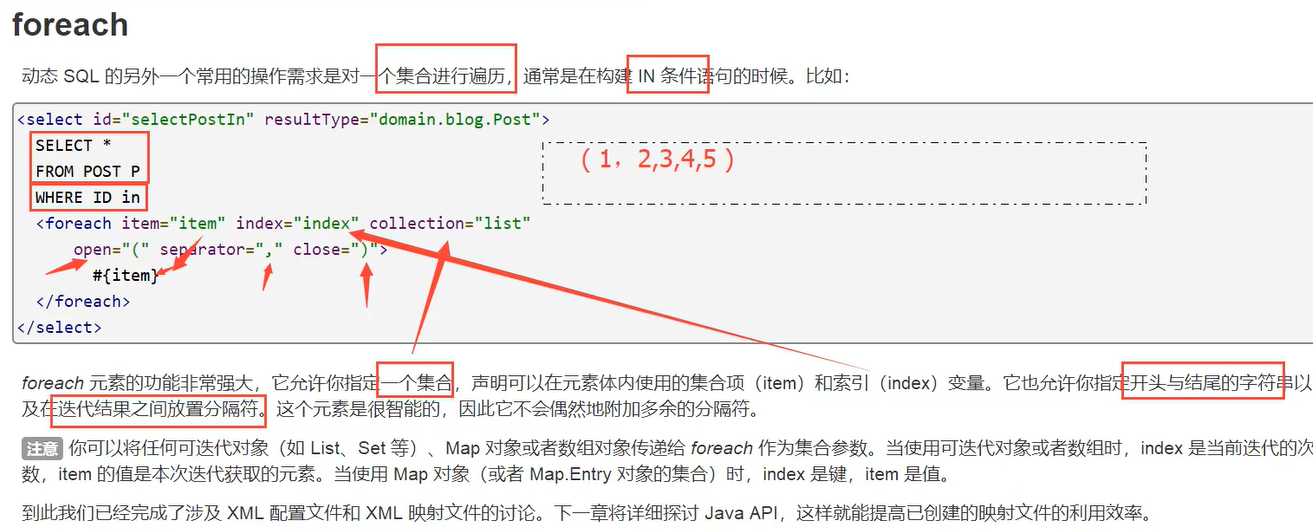 foreach
动态 SQL 的另外一个常用的操作需求是对一个集合进行遍历，通常是在构建 IN 条件语句的时候。比如：
<select id="selectPostIn" resultType="domain.blog.Post">
SELECT *
（1，2,3,4,5）
FROM POST P
WHERE ID in
<foreach item="item" index="index" collection="list"
open="(" separator="," close=")">
#{item}
</foreach>
</select>
foreach 元素的功能非常强大，它允许你指定一个集合，声明可以在元素体内使用的集合项（item）和索引（index）变量。它也允许你指定开头与结尾的字符串以
及在迭代结果之间放置分隔符。这个元素是很智能的，因此它不会偶然地附加多余的分隔符。
注意 你可以将任何可迭代对象（如 List、Set 等）、Map 对象或者数组对象传递给 foreach 作为集合参数。当使用可迭代对象或者数组时，index 是当前迭代的次
数，item 的值是本次迭代获取的元素。当使用 Map 对象（或者 Map.Entry 对象的集合）时，index 是键，item 是值。
到此我们已经完成了涉及 XML 配置文件和 XML 映射文件的讨论。下一章将详细探讨 Java API，这样就能提高已创建的映射文件的利用效率。